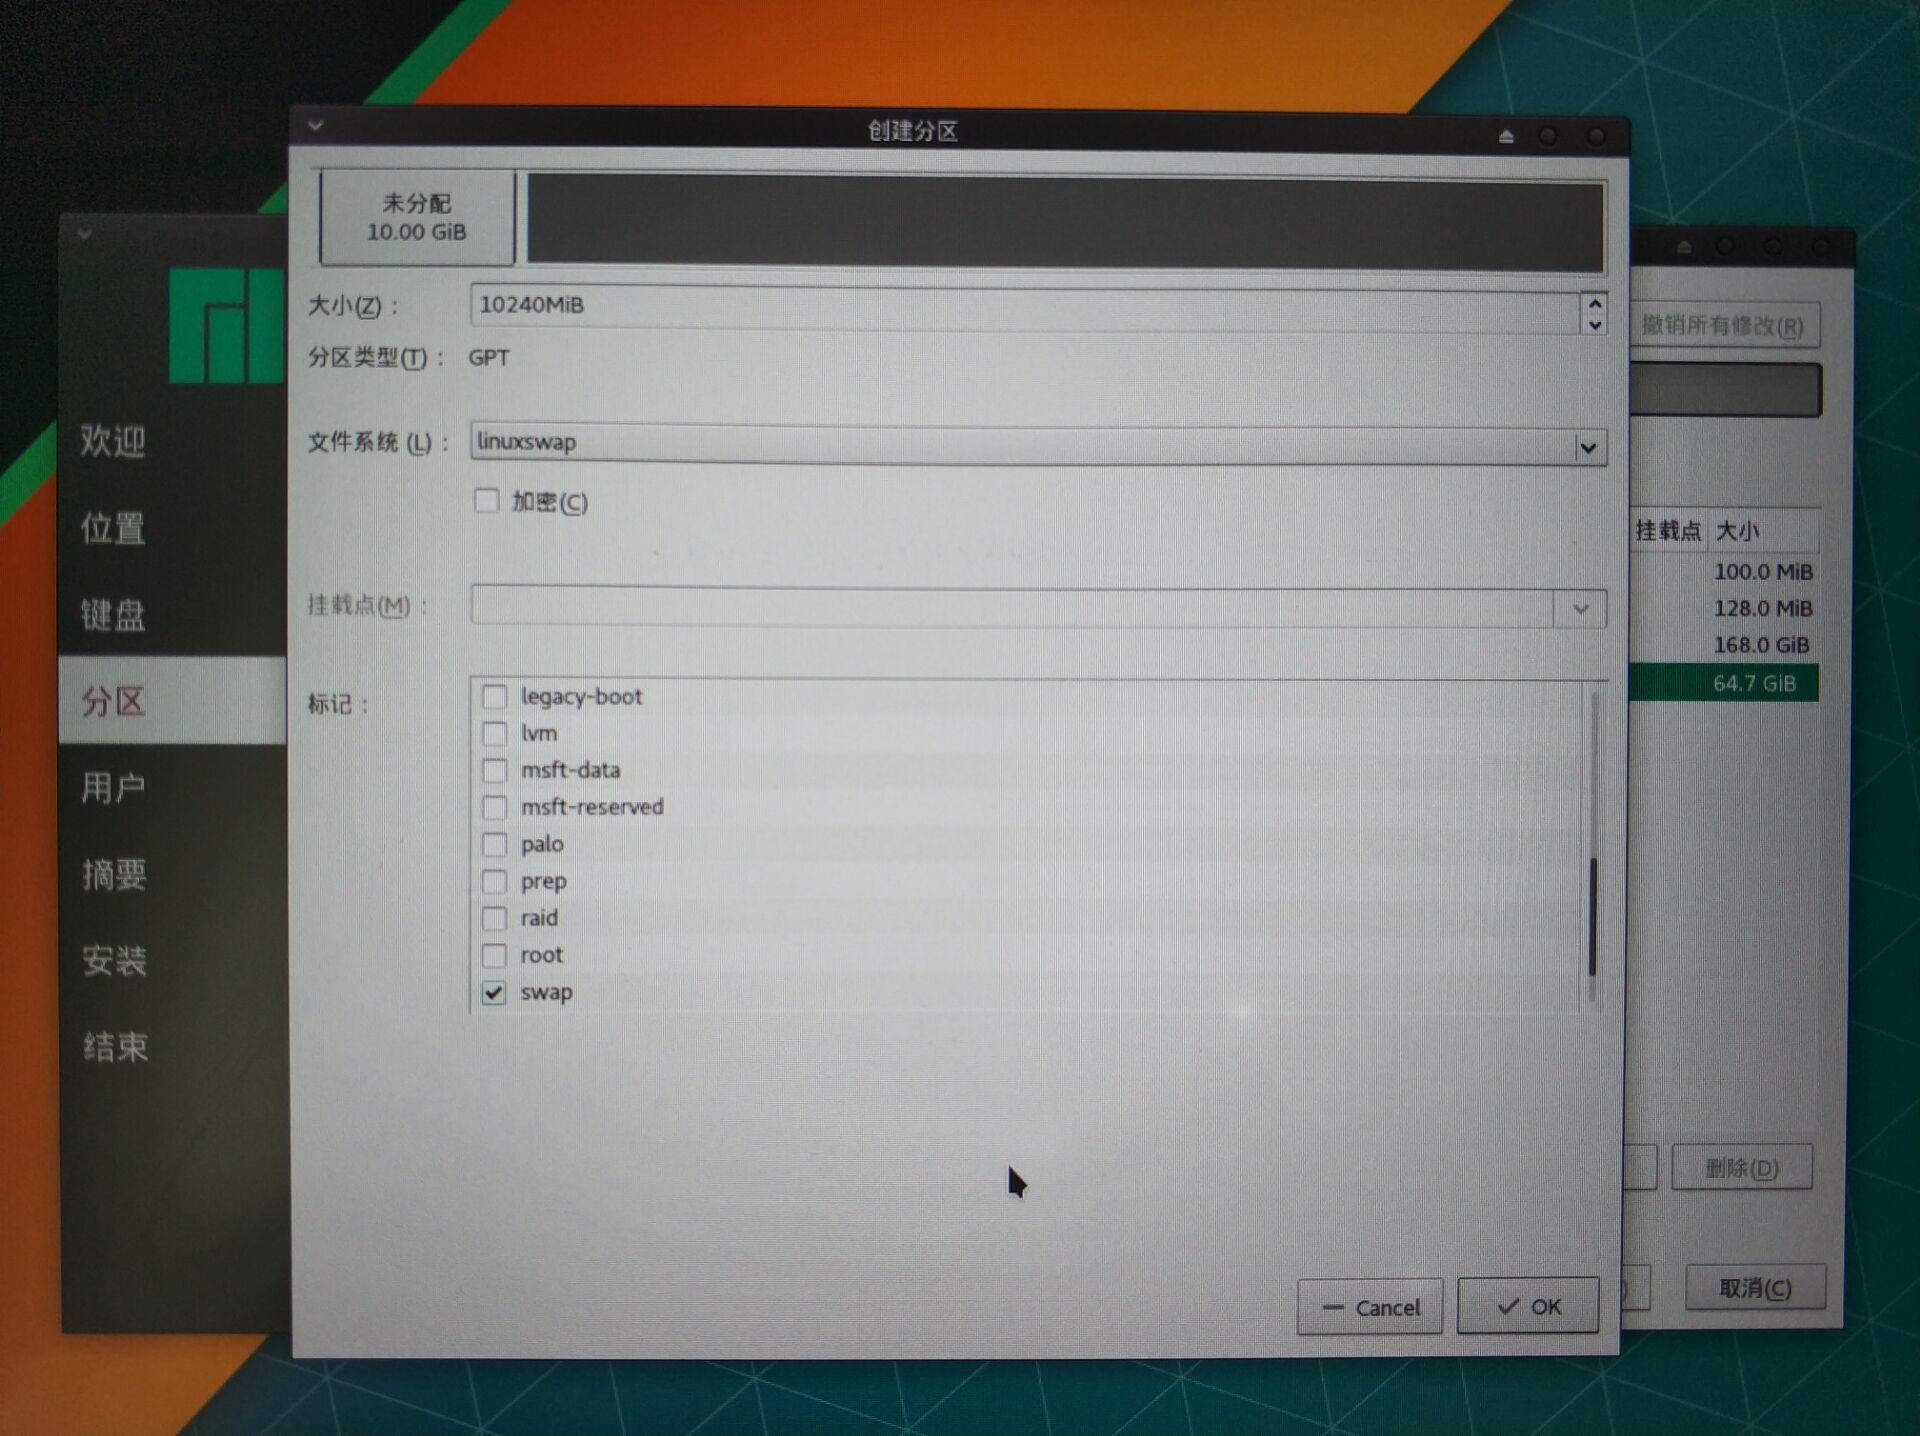 创建分区
未分配
10.00 GiB
大小(Z)：
10240MiB
分区类型(T)：
GPT
文件系统 (L)：
linuxswap
加密(C)
挂载点(M)：
标记：
legacy-boot
lvm
msft-data
msft-reserved
palo
prep
raid
root
swap
Cancel
OK
欢迎
位置
键盘
分区
用户
摘要
安装
结束
撤销所有修改(R)
挂载点 大小
100.0 MiB
128.0 MiB
168.0 GiB
64.7 GiB
删除(D)
取消(C)